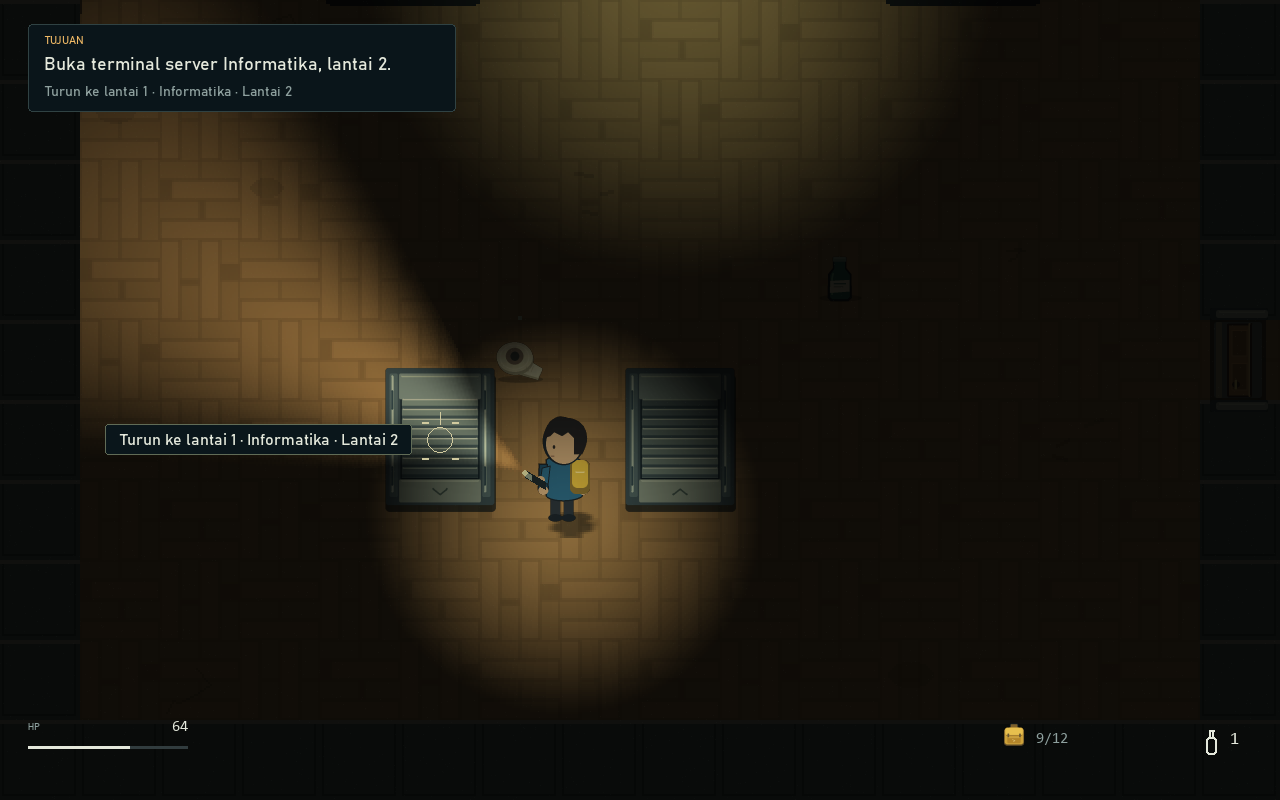 TUJUAN
Buka terminal server Informatika, lantai 2.
Turun ke lantai 1 · Informatika · Lantai 2
Turun ke lantai 1 · Informatika · Lantai 2
HP 64
9/12
1